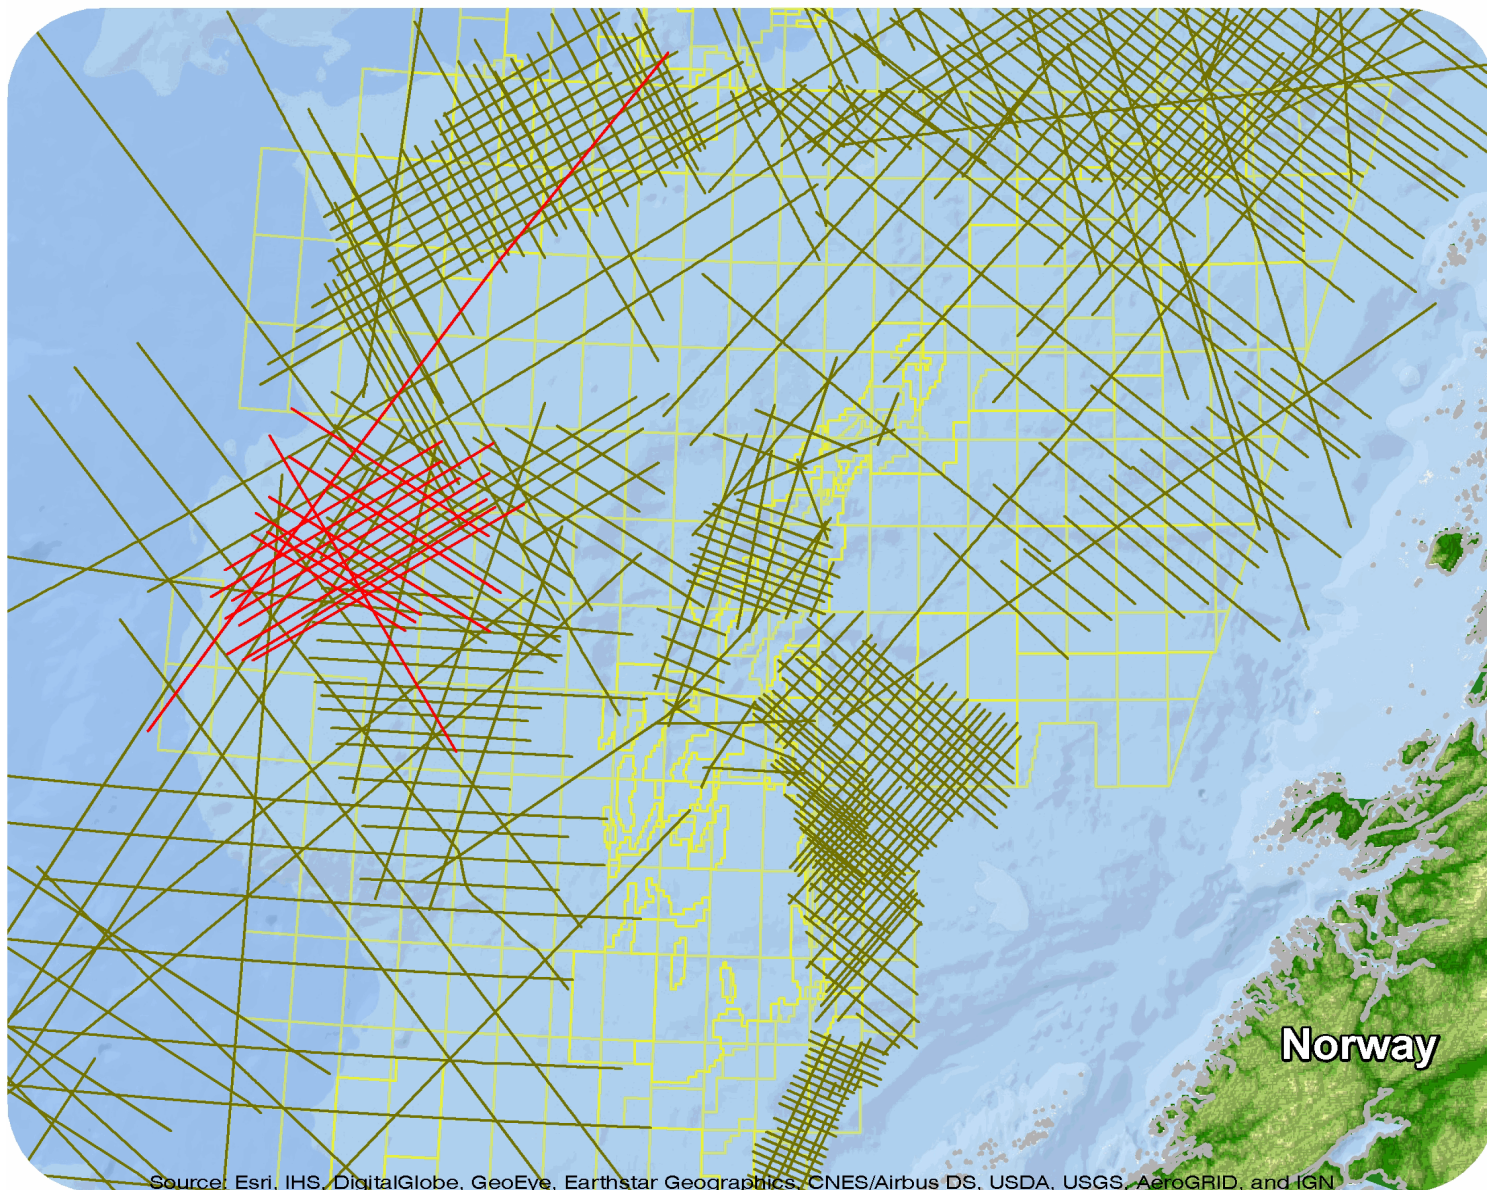 Norway
Source: Esri, IHS, DigitalGlobe, GeoEye, Earthstar Geographics, CNES/Airbus DS, USDA, USGS, AeroGRID, and IGN